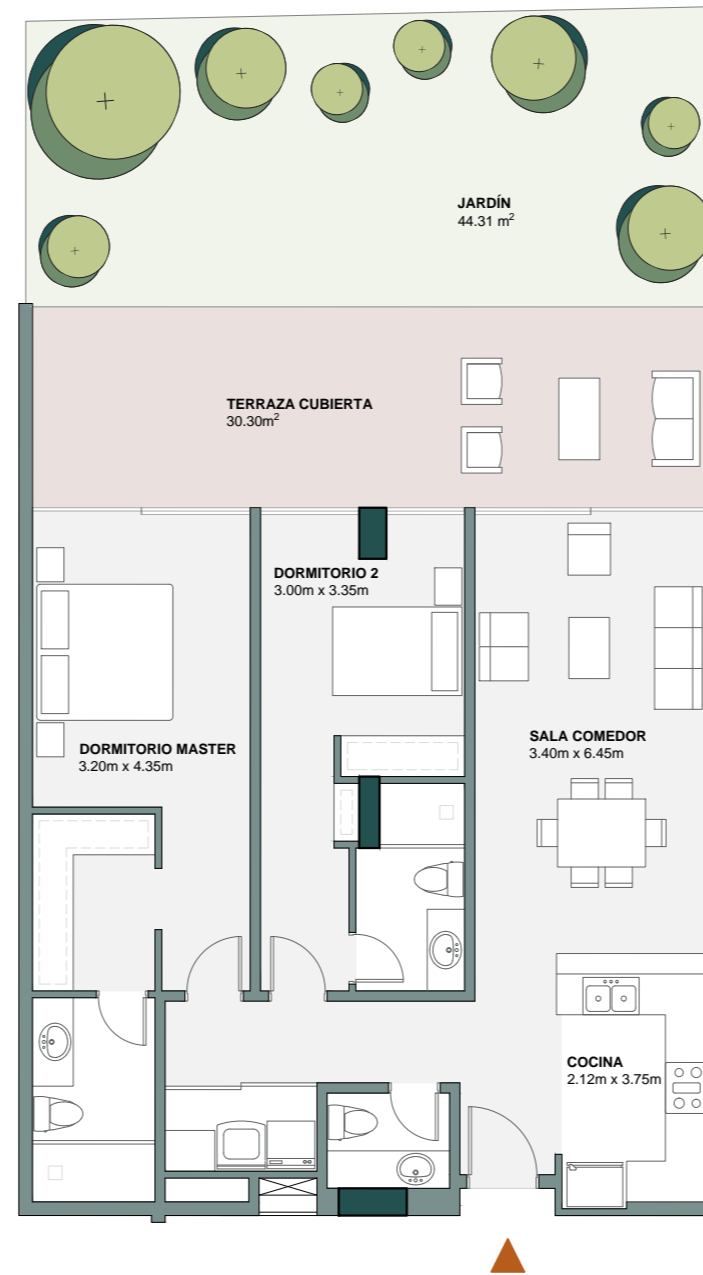 JARDÍN
44.31 m²
TERRAZA CUBIERTA
30.30m²
DORMITORIO 2
3.00m x 3.35m
DORMITORIO MASTER
3.20m x 4.35m
SALA COMEDOR
3.40m x 6.45m
COCINA
2.12m x 3.75m